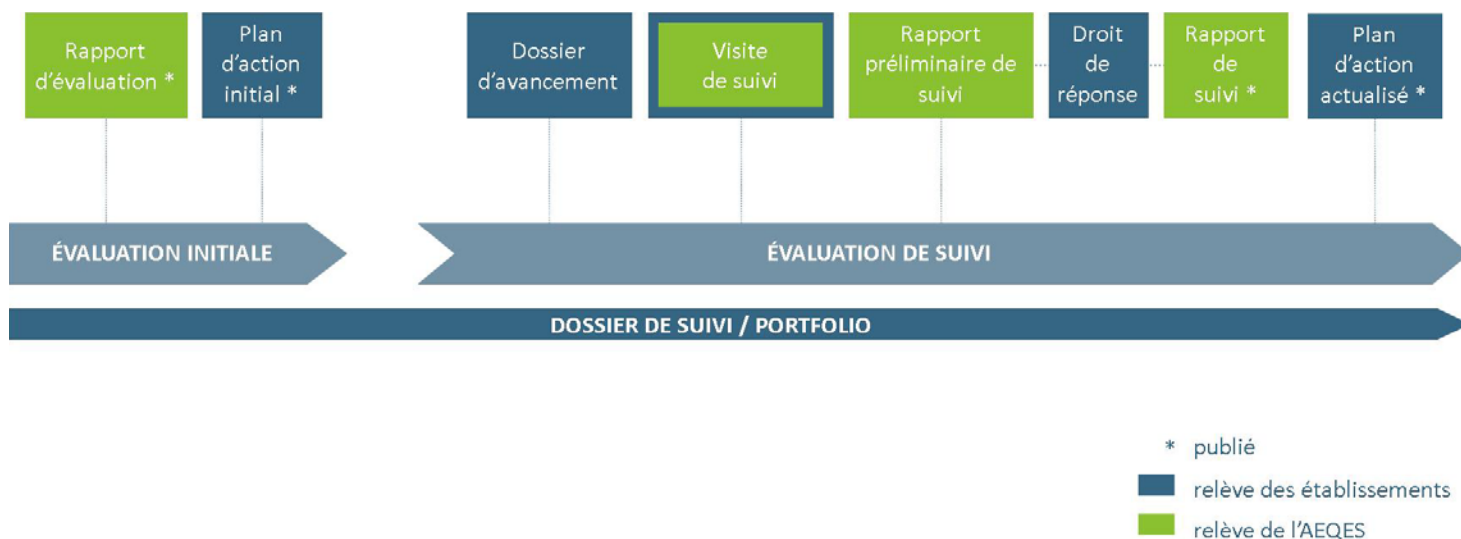 Rapport
d'évaluation *
Plan
d'action
initial *
Dossier
d'avancement
Visite
de suivi
Rapport
préliminaire de
suivi
Droit
de
réponse
Rapport
de
suivi *
Plan
d'action
actualisé *
ÉVALUATION INITIALE
ÉVALUATION DE SUIVI
DOSSIER DE SUIVI / PORTFOLIO
* publié
relève des établissements
relève de l'AEQES